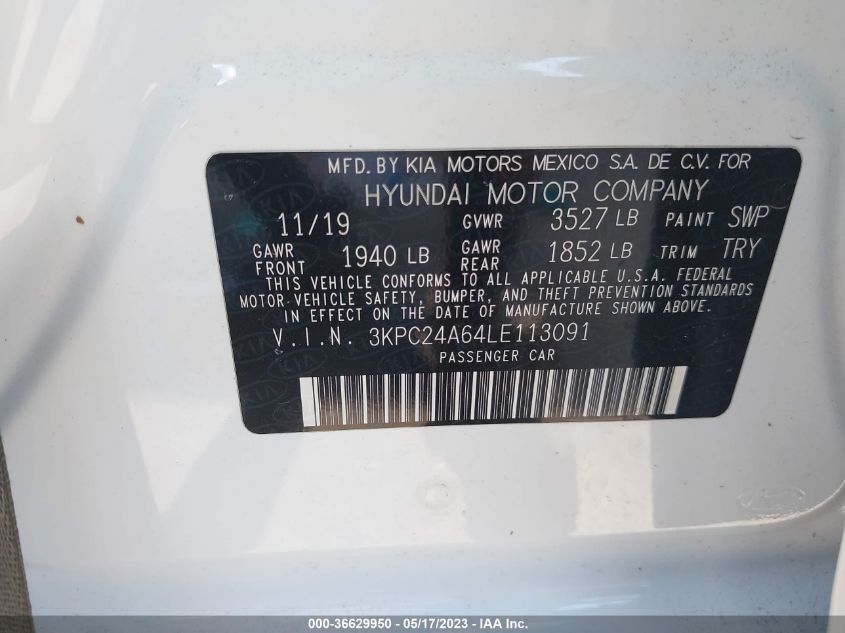 MFD. BY KIA MOTORS MEXICO S.A. DE C.V. FOR
HYUNDAI MOTOR COMPANY
11/19 GVWR 3527 LB PAINT SWP
GAWR FRONT 1940 LB GAWR REAR 1852 LB TRIM TRY
THIS VEHICLE CONFORMS TO ALL APPLICABLE U.S.A. FEDERAL
MOTOR VEHICLE SAFETY, BUMPER, AND THEFT PREVENTION STANDARDS
IN EFFECT ON THE DATE OF MANUFACTURE SHOWN ABOVE.
V.I.N. 3KPC24A64LE113091
PASSENGER CAR
000-36629950 - 05/17/2023 - IAA Inc.